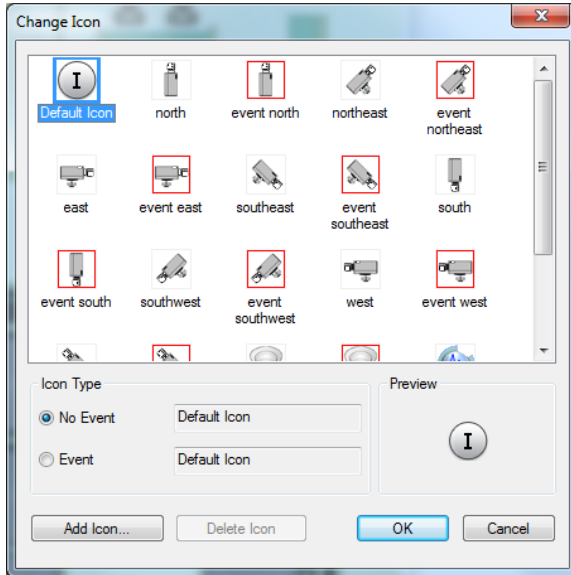 Change Icon
I
Default Icon
north
event north
northeast
event
northeast
east
event east
southeast
event
southeast
south
event south
southwest
event
southwest
west
event west
Icon Type
No Event
Default Icon
Event
Default Icon
Preview
I
Add Icon...
Delete Icon
OK
Cancel